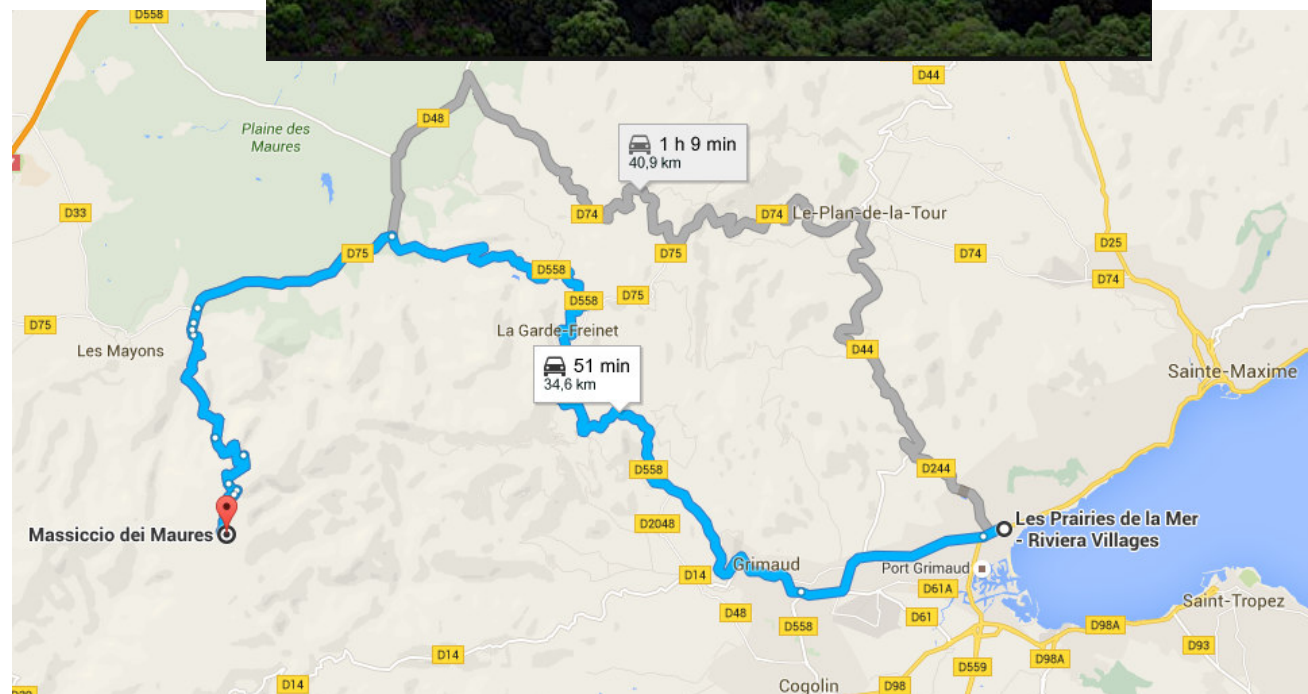 D558
D44
D48
Plaine des
Maures
1 h 9 min
40,9 km
D33
D74
D74
Le-Plan-de-la-Tour
D25
D75
D75
D74
D74
D558
D558
D75
D75
La Garde-Freinet
Les Mayons
D44
51 min
34,6 km
Sainte-Maxime
D558
D244
D2048
Massiccio dei Maures
Les Prairies de la Mer
- Riviera Villages
Grimaud
Port Grimaud
D14
D61A
D48
D61
Saint-Tropez
D558
D98A
D14
D93
D559
D98A
D14
Cogolin
D98